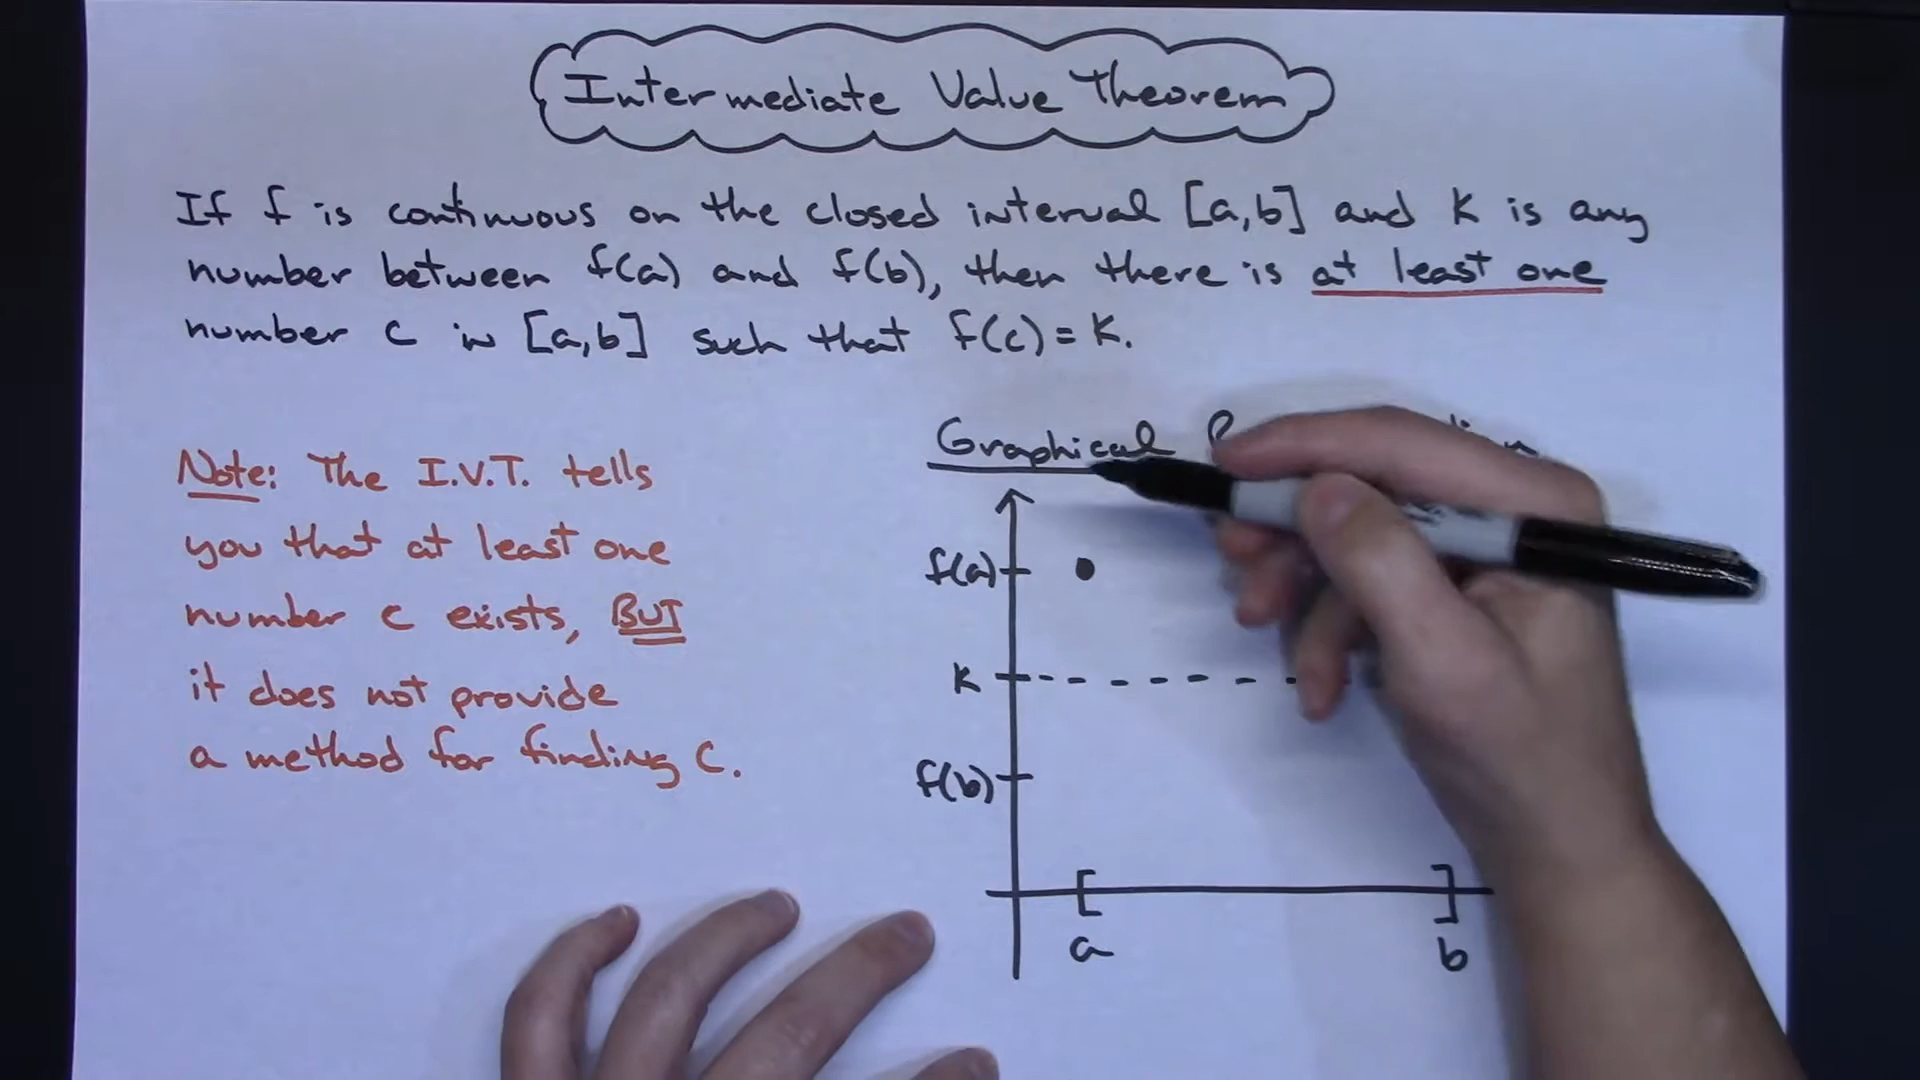 Intermediate Value Theorem
If f is continuous on the closed interval [a,b] and K is any
number between f(a) and f(b), then there is at least one
number C in [a,b] such that f(c)=K.
Graphical
Note: The I.V.T. tells
you that at least one
number c exists, BUT
it does not provide
a method for finding C.
f(a)
K
f(b)
a
b